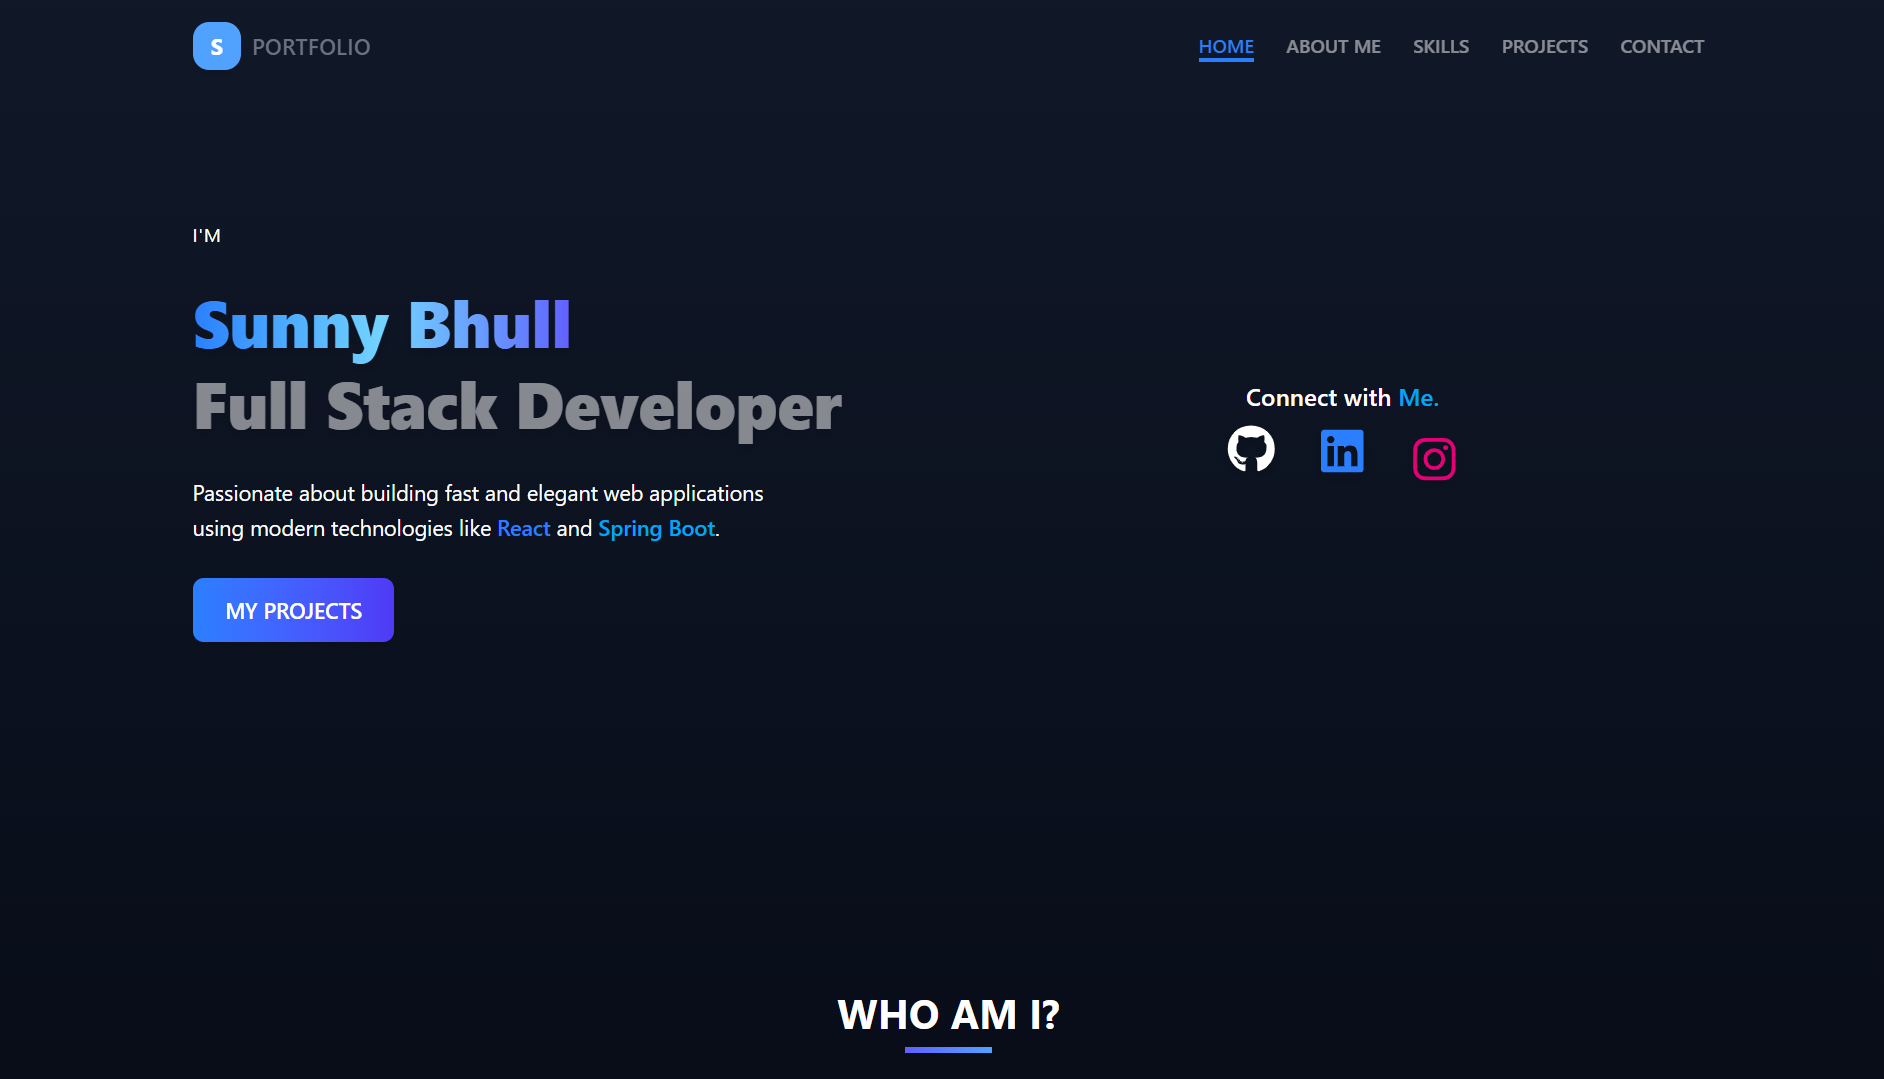 S PORTFOLIO
HOME ABOUT ME SKILLS PROJECTS CONTACT
I'M
Sunny Bhull
Full Stack Developer
Passionate about building fast and elegant web applications
using modern technologies like React and Spring Boot.
MY PROJECTS
Connect with Me.
in
WHO AM I?